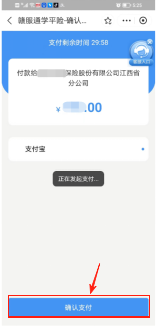 赣服通学平险-确认...
支付剩余时间 29:58
付款给 保险股份有限公司江西省
分公司
¥ .00
支付宝
正在发起支付...
确认支付